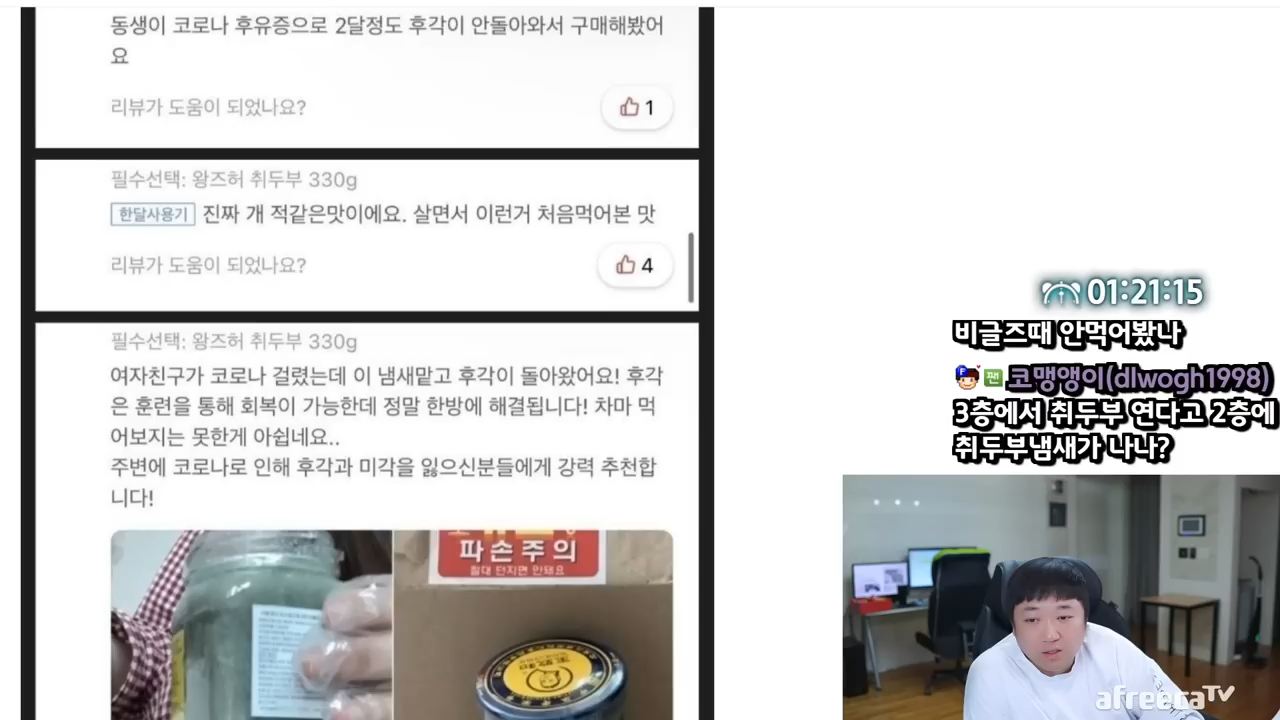 동생이 코로나 후유증으로 2달정도 후각이 안돌아와서 구매해봤어
요
리뷰가 도움이 되었나요?
1
필수선택: 왕즈허 취두부 330g
한달사용기 진짜 개 적같은맛이에요. 살면서 이런거 처음먹어본 맛
리뷰가 도움이 되었나요?
4
필수선택: 왕즈허 취두부 330g
여자친구가 코로나 걸렸는데 이 냄새맡고 후각이 돌아왔어요! 후각
은 훈련을 통해 회복이 가능한데 정말 한방에 해결됩니다! 차마 먹
어보지는 못한게 아쉽네요..
주변에 코로나로 인해 후각과 미각을 잃으신분들에게 강력 추천합
니다!
파손주의
절대 던지면 안돼요
01:21:15
비글즈때 안먹어봤나
F 팬 코맹앵이(dlwogh1998)
3층에서 취두부 연다고 2층에
취두부냄새가 나나?
afreecaTV